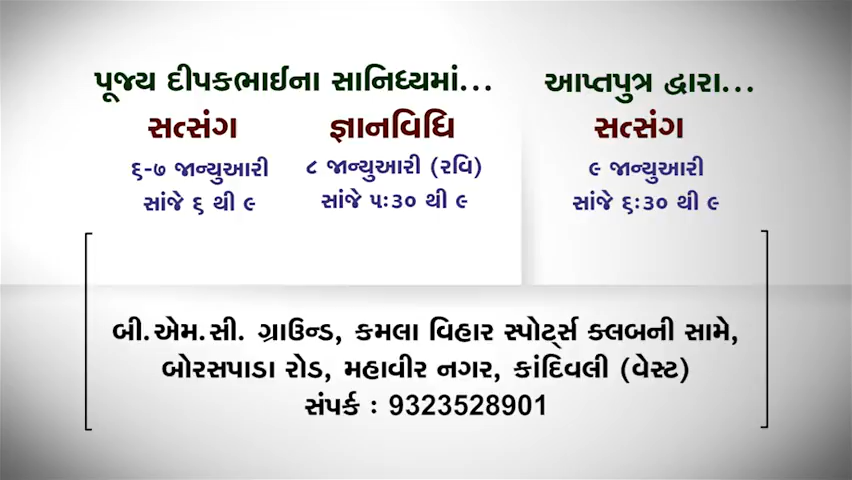 પૂજ્ય દીપકભાઈના સાનિધ્યમાં...
સત્સંગ
જ્ઞાનવિધિ
૬-૭ જાન્યુઆરી
૮ જાન્યુઆરી (રવિ)
સાંજે ૬ થી ૯
સાંજે ૫:૩૦ થી ૯
આપ્તપુત્ર દ્વારા...
સત્સંગ
૯ જાન્યુઆરી
સાંજે ૬:૩૦ થી ૯
બી.એમ.સી. ગ્રાઉન્ડ, કમલા વિહાર સ્પોર્ટ્સ ક્લબની સામે,
બોરસપાડા રોડ, મહાવીર નગર, કાંદિવલી (વેસ્ટ)
સંપર્ક : 9323528901